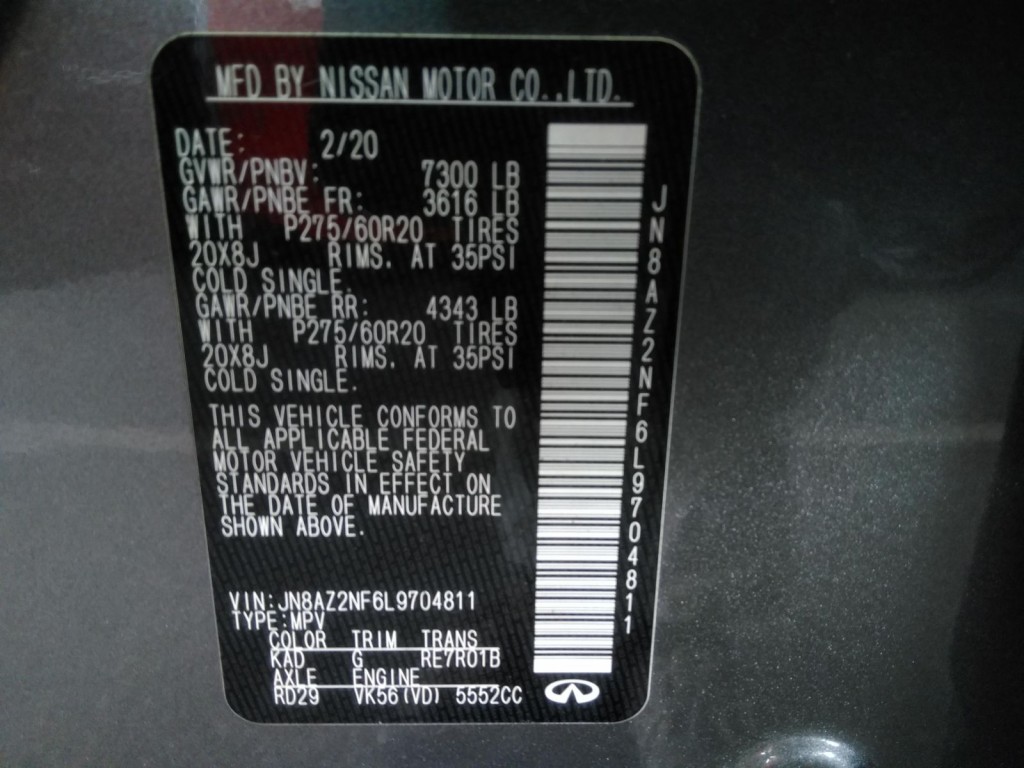 MFD BY NISSAN MOTOR CO.,LTD.
DATE: 2/20
GVWR/PNBV: 7300 LB
GAWR/PNBE FR: 3616 LB
WITH P275/60R20 TIRES
20X8J RIMS. AT 35PSI
COLD SINGLE.
GAWR/PNBE RR: 4343 LB
WITH P275/60R20 TIRES
20X8J RIMS. AT 35PSI
COLD SINGLE.
THIS VEHICLE CONFORMS TO
ALL APPLICABLE FEDERAL
MOTOR VEHICLE SAFETY
STANDARDS IN EFFECT ON
THE DATE OF MANUFACTURE
SHOWN ABOVE.
VIN:JN8AZ2NF6L9704811
TYPE:MPV
COLOR TRIM TRANS
KAD G RE7R01B
AXLE ENGINE
RD29 VK56(VD) 5552CC
JN8AZ2NF6L9704811